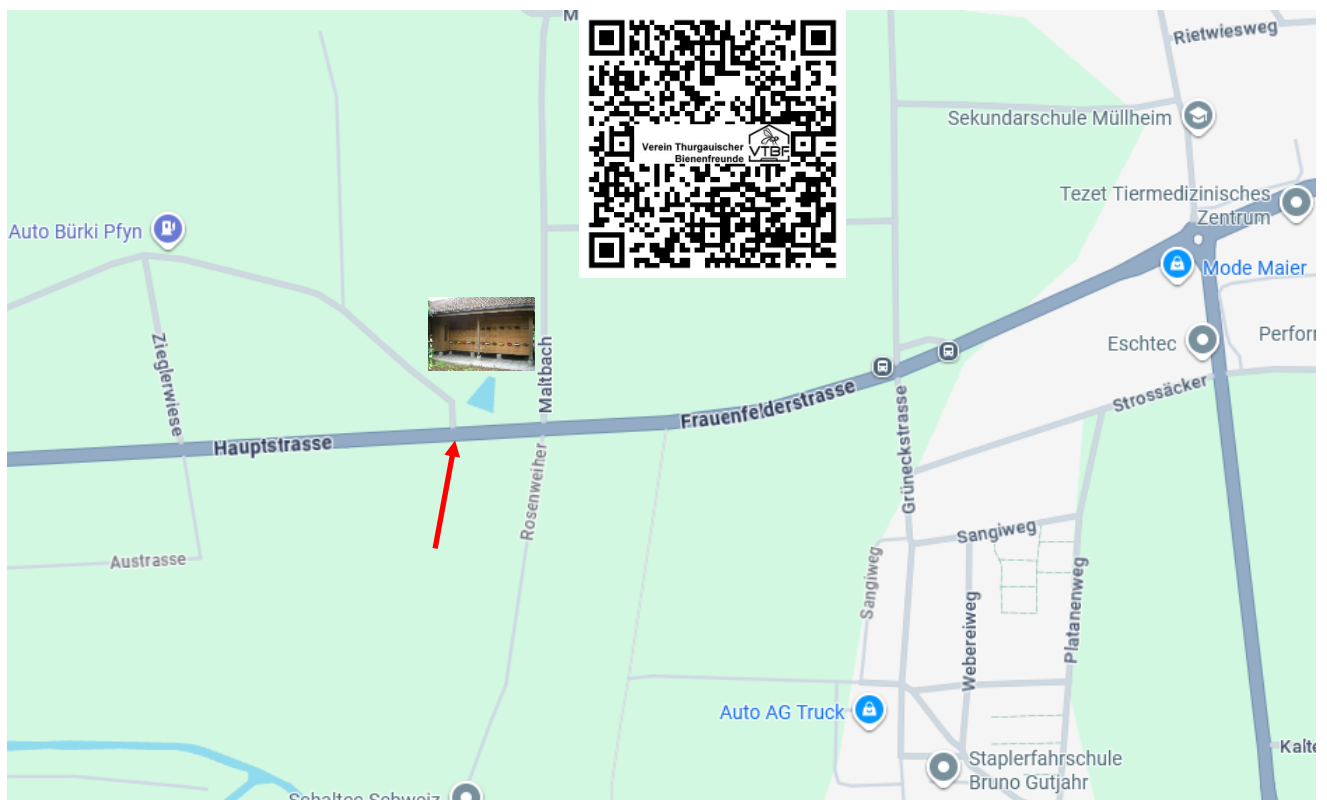 M
Rietwiesweg
Sekundarschule Müllheim
Verein Thurgauischer
Bienenfreunde
VTBF
Tezet Tiermedizinisches
Zentrum
Auto Bürki Pfyn
Mode Maier
Eschtec
Perfor
Zieglerwiese
Maltbach
Strossäcker
Frauenfelderstrasse
Hauptstrasse
Grüneckstrasse
Rosenweiher
Austrasse
Sangiweg
Sangiweg
Webereiweg
Platanenweg
Auto AG Truck
Kalte
Staplerfahrschule
Bruno Gutjahr